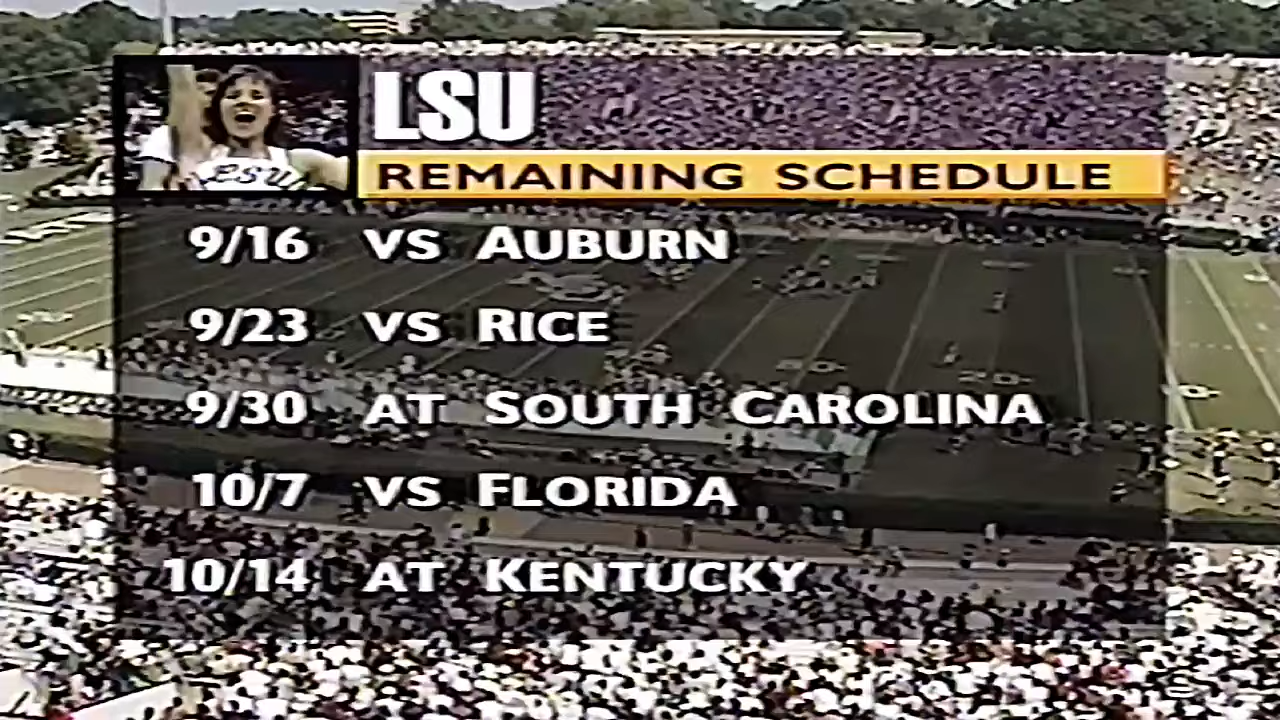 LSU
REMAINING SCHEDULE
9/16 VS AUBURN
9/23 VS RICE
9/30 AT SOUTH CAROLINA
10/7 VS FLORIDA
10/14 AT KENTUCKY
LSU